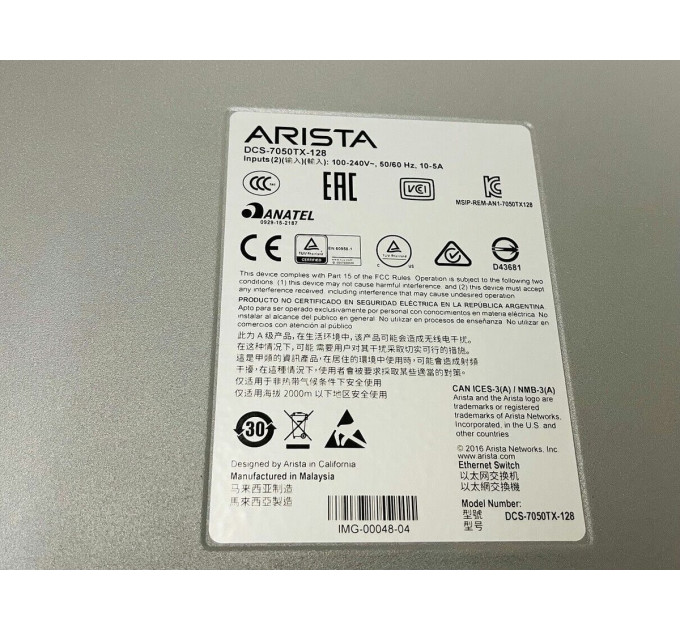 ARISTA
DCS-7050TX-128
Inputs(2)(输入)(輸入): 100-240V~, 50/60 Hz, 10-5A
CCC
EAC
VCI
MSIP-REM-AN1-7050TX128
ANATEL
0929-15-2187
CE
CERTIFIED
EN 60950-1
US
D43681
This device complies with Part 15 of the FCC Rules. Operation is subject to the following two
conditions. (1) this device may not cause harmful interference, and (2) this device must accept
any interference received, including interference that may cause undesired operation.
PRODUCTO NO CERTIFICADO EN SEGURIDAD ELÉCTRICA EN LA REPÚBLICA ARGENTINA
Apto para ser operado exclusivamente por personal con conocimientos en materia eléctrica. No
instalar al alcance del publico en general. No utilizar en procesos de enseñanza. No utilizar en
comercios con atención al público
此为 A 级产品, 在生活环境中, 该产品可能会造成无线电干扰。
在这种情况下, 可能 需要用户对其干扰采取切实可行的措施。
這是甲類的資訊產品, 在居住的環境中使用時, 可能會造成射頻
干擾, 在這種情況下, 使用者會被要求採取某些適當的對策。
仅适用于非热带气候条件下安全使用
仅适用于海拔 2000m 以下地区安全使用
CAN ICES-3(A) / NMB-3(A)
Arista and the Arista logo are
trademarks or registered
trademarks of Arista Networks,
Incorporated, in the U.S. and
other countries
30
© 2016 Arista Networks, Inc
www.arista.com
Ethernet Switch
以太网交换机
以太網交換機
Designed by Arista in California
Manufactured in Malaysia
马来西亚制造
馬來西亞製造
IMG-00048-04
Model Number:
型號
型号
DCS-7050TX-128